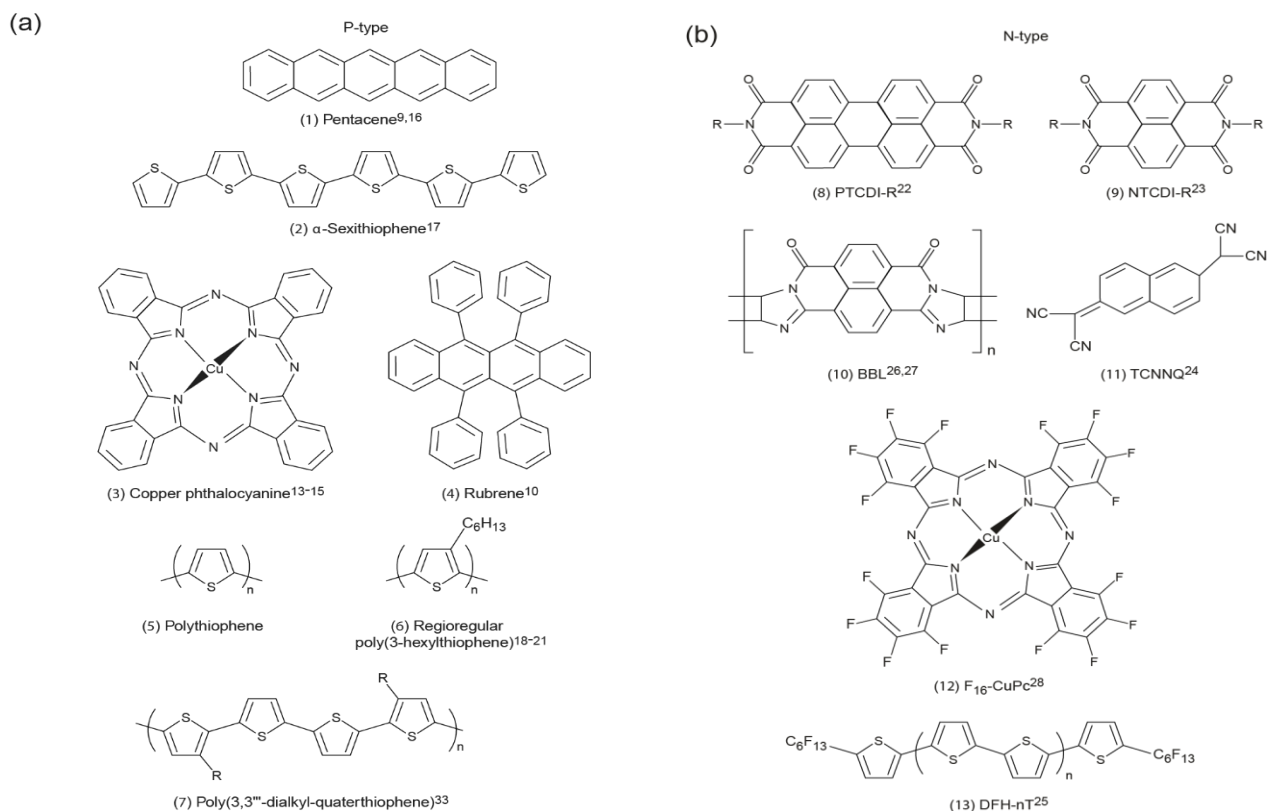 (a)
P-type
(1) Pentacene9,16
S
S
S
S
S
S
(2) α-Sexithiophene17
N
N
N
N
Cu
N
N
N
N
(3) Copper phthalocyanine13-15
(4) Rubrene10
S
n
(5) Polythiophene
C6H13
S
n
(6) Regioregular
poly(3-hexylthiophene)18-21
R
S
S
S
S
n
R
(7) Poly(3,3'''-dialkyl-quaterthiophene)33
(b)
N-type
O
O
R
N
N
R
O
O
(8) PTCDI-R22
O
O
R
N
N
R
O
O
(9) NTCDI-R23
O
O
N
N
N
N
n
(10) BBL26,27
CN
CN
NC
CN
(11) TCNNQ24
F
F
F
F
F
F
F
F
N
N
N
N
Cu
N
N
N
N
F
F
F
F
F
F
F
F
(12) F16-CuPc28
C6F13
S
S
S
S
C6F13
n
(13) DFH-nT25